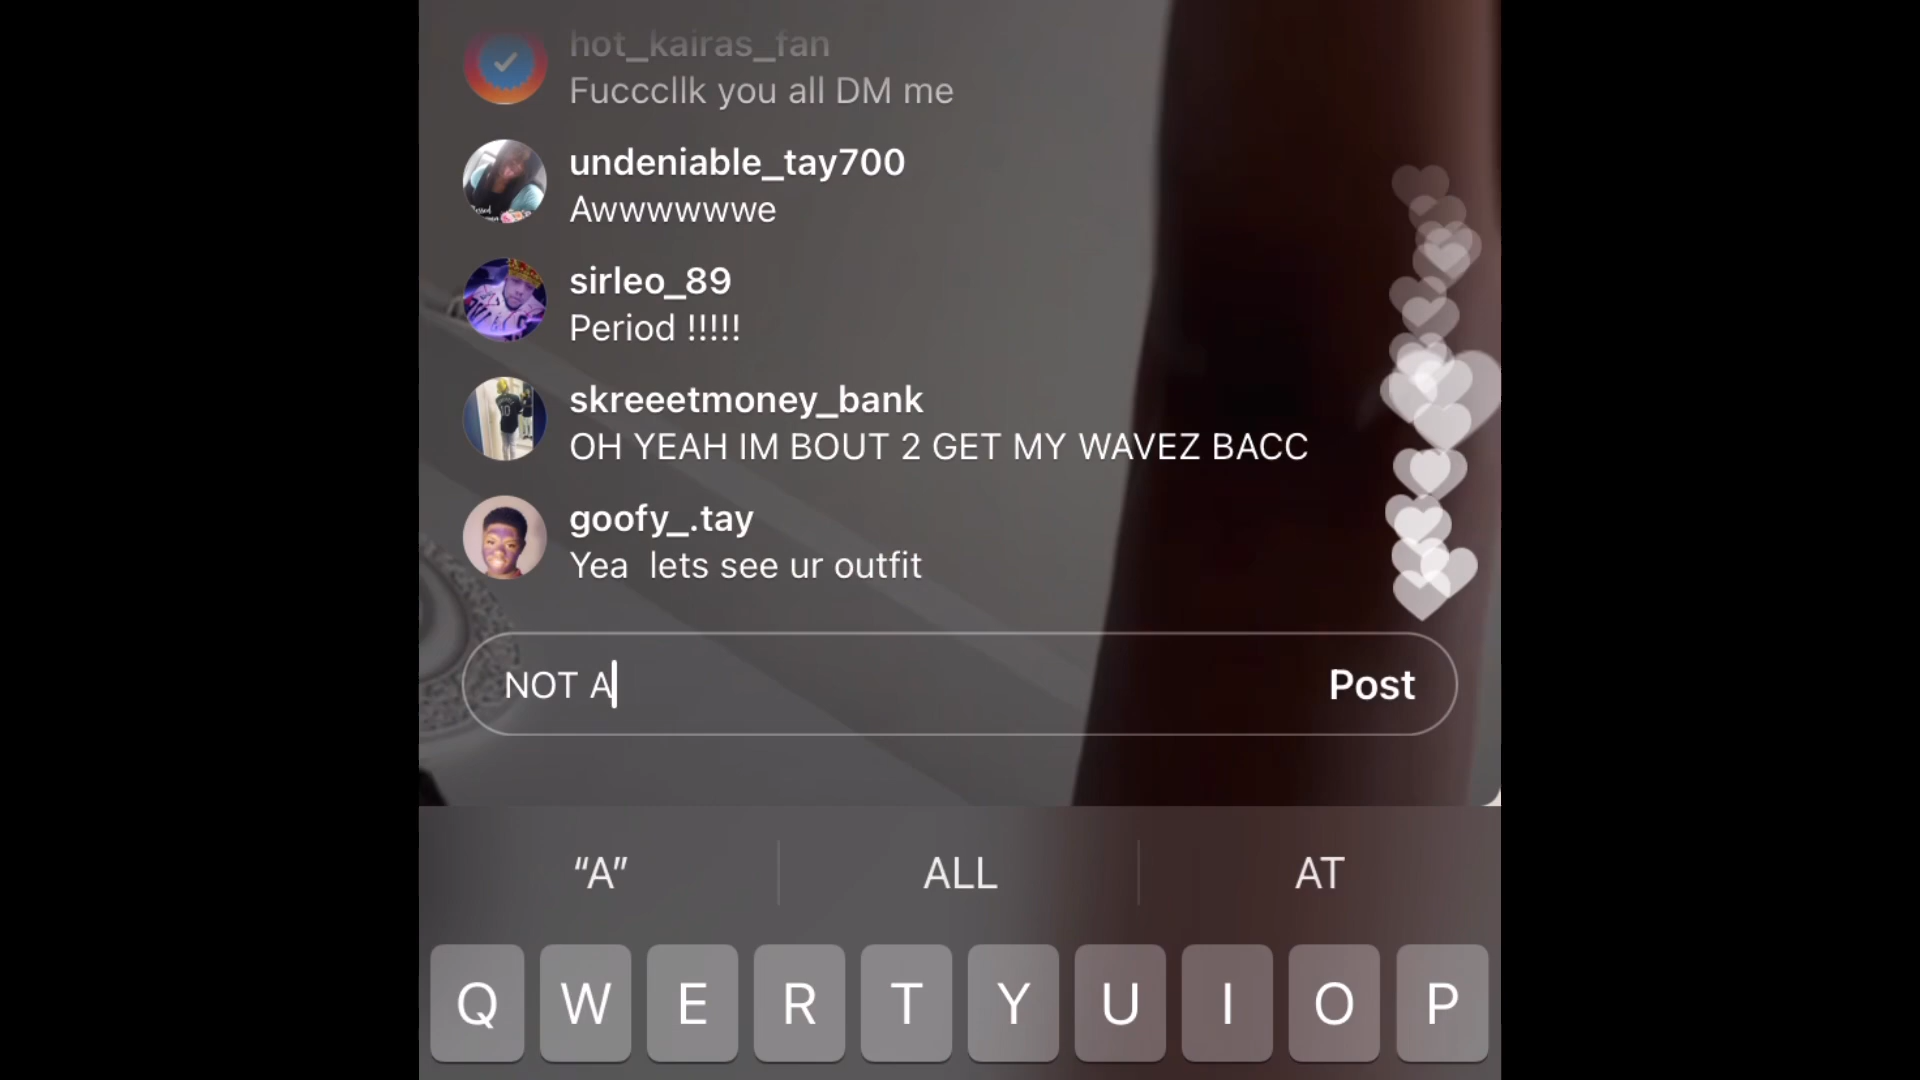 hot_kairas_fan
Fucccllk you all DM me
undeniable_tay700
Awwwwwwe
sirleo_89
Period !!!!!
skreeetmoney_bank
OH YEAH IM BOUT 2 GET MY WAVEZ BACC
goofy_.tay
Yea  lets see ur outfit
NOT A
Post
“A”
ALL
AT
Q W E R T Y U I O P